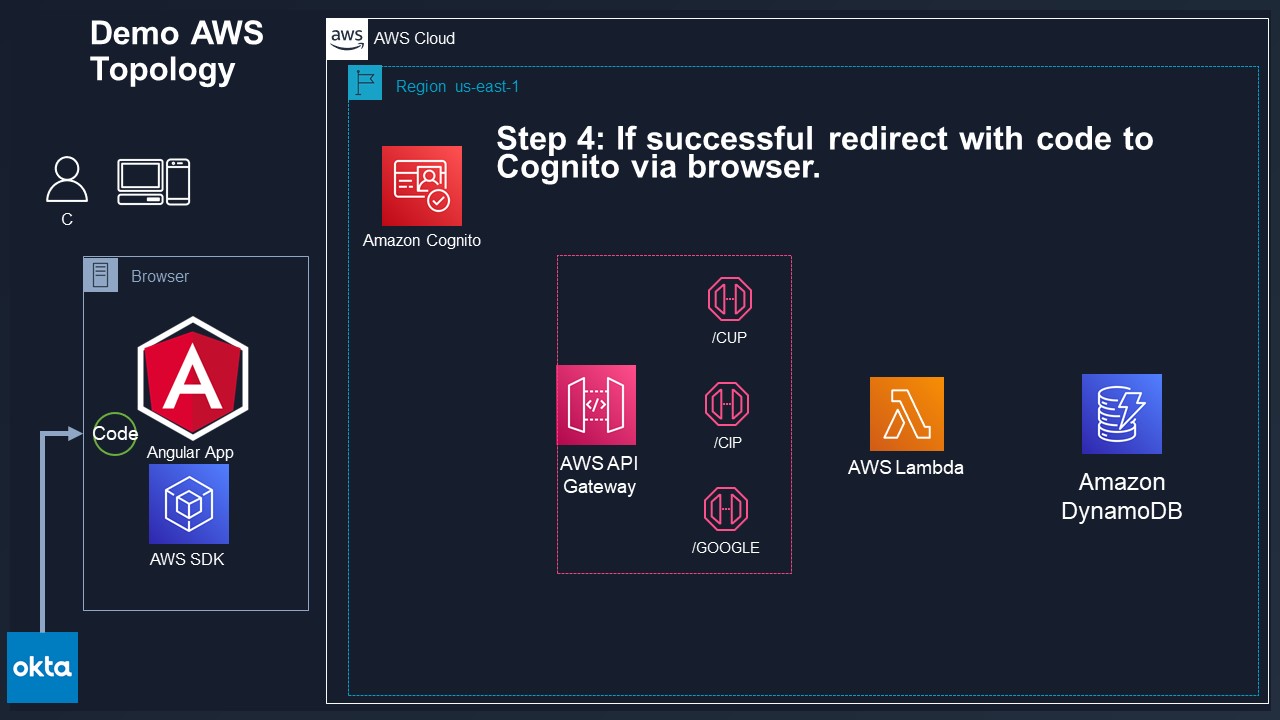 Demo AWS
Topology
aws
AWS Cloud
Region us-east-1
Step 4: If successful redirect with code to
Cognito via browser.
C
Amazon Cognito
Browser
/CUP
Code
Angular App
AWS API
Gateway
/CIP
AWS Lambda
Amazon
DynamoDB
AWS SDK
/GOOGLE
okta